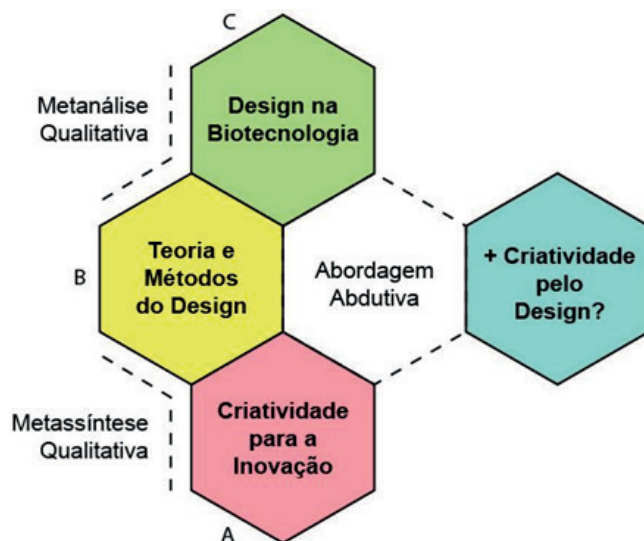 C
Metanálise
Qualitativa
Design na
Biotecnologia
B
Teoria e
Métodos
do Design
Abordagem
Abdutiva
+ Criatividade
pelo
Design?
Metassíntese
Qualitativa
Criatividade
para a
Inovação
A